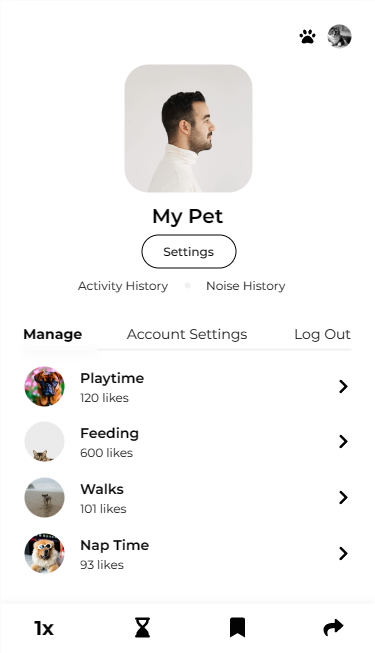 My Pet
Settings
Activity History Noise History
Manage Account Settings Log Out
Playtime
120 likes
Feeding
600 likes
Walks
101 likes
Nap Time
93 likes
1x